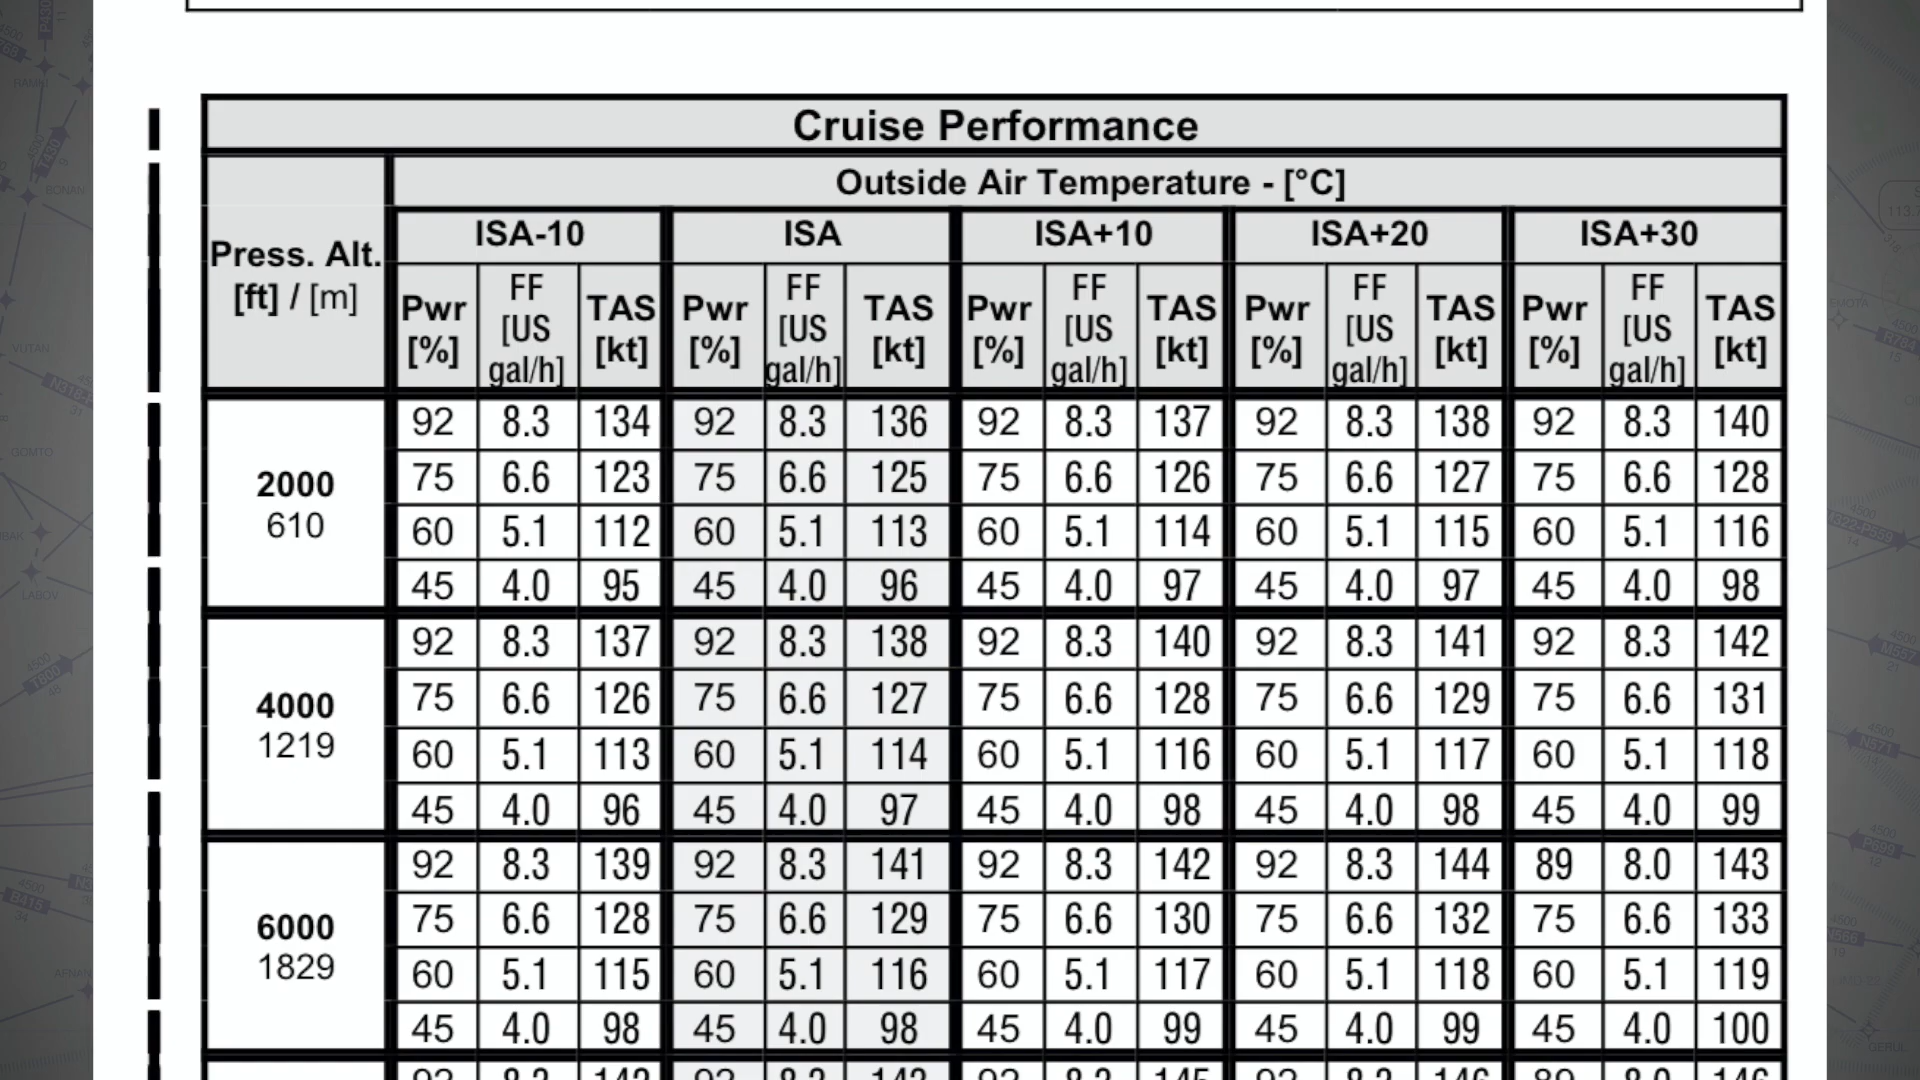 Cruise Performance
Press. Alt.
[ft] / [m]
Outside Air Temperature - [°C]
ISA-10 ISA ISA+10 ISA+20 ISA+30
Pwr [%] FF [US gal/h] TAS [kt] Pwr [%] FF [US gal/h] TAS [kt] Pwr [%] FF [US gal/h] TAS [kt] Pwr [%] FF [US gal/h] TAS [kt] Pwr [%] FF [US gal/h] TAS [kt]
2000
610
92 8.3 134 92 8.3 136 92 8.3 137 92 8.3 138 92 8.3 140
75 6.6 123 75 6.6 125 75 6.6 126 75 6.6 127 75 6.6 128
60 5.1 112 60 5.1 113 60 5.1 114 60 5.1 115 60 5.1 116
45 4.0 95 45 4.0 96 45 4.0 97 45 4.0 97 45 4.0 98
4000
1219
92 8.3 137 92 8.3 138 92 8.3 140 92 8.3 141 92 8.3 142
75 6.6 126 75 6.6 127 75 6.6 128 75 6.6 129 75 6.6 131
60 5.1 113 60 5.1 114 60 5.1 116 60 5.1 117 60 5.1 118
45 4.0 96 45 4.0 97 45 4.0 98 45 4.0 98 45 4.0 99
6000
1829
92 8.3 139 92 8.3 141 92 8.3 142 92 8.3 144 89 8.0 143
75 6.6 128 75 6.6 129 75 6.6 130 75 6.6 132 75 6.6 133
60 5.1 115 60 5.1 116 60 5.1 117 60 5.1 118 60 5.1 119
45 4.0 98 45 4.0 98 45 4.0 99 45 4.0 99 45 4.0 100
RAMKI
BONAN
VUTAN
GOMTO
LABOV
GERUL